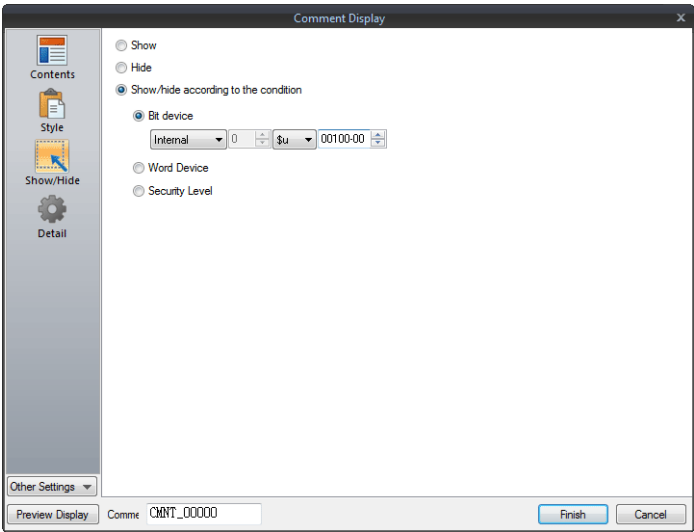 Comment Display
Contents
Style
Show/Hide
Detail
Show
Hide
Show/hide according to the condition
Bit device
Internal 0 $u 00100-00
Word Device
Security Level
Other Settings
Preview Display Comme CMNT_00000 Finish Cancel